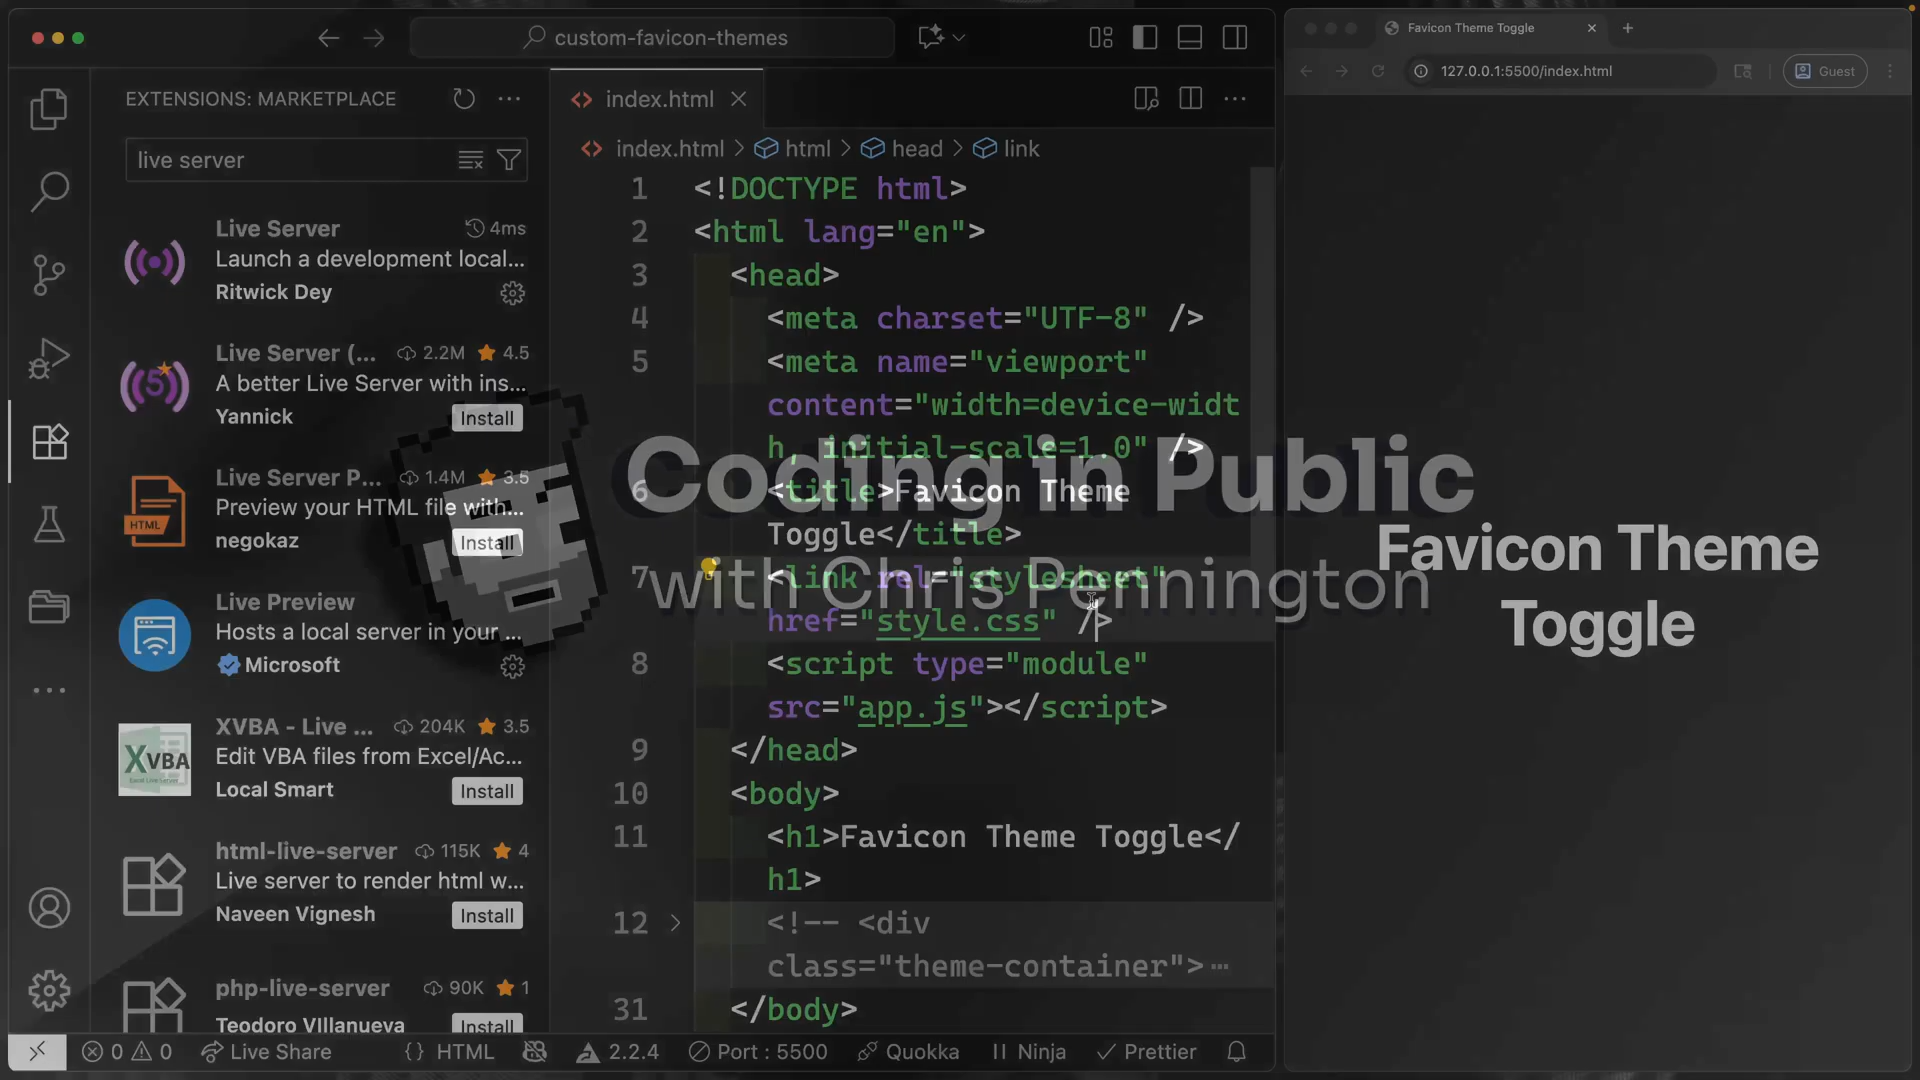 custom-favicon-themes
EXTENSIONS: MARKETPLACE
live server
Live Server
4ms
Launch a development local...
Ritwick Dey
Live Server (...
2.2M
4.5
A better Live Server with ins...
Yannick
Install
Live Server P...
1.4M
3.5
Preview your HTML file with...
negokaz
Install
HTML
Live Preview
Hosts a local server in your ...
Microsoft
XVBA - Live ...
204K
3.5
Edit VBA files from Excel/Ac...
Local Smart
Install
XVBA
html-live-server
115K
4
Live server to render html w...
Naveen Vignesh
Install
php-live-server
90K
1
Teodoro VIllanueva
Install
index.html
index.html > html > head > link
1 <!DOCTYPE html>
2 <html lang="en">
3 <head>
4 <meta charset="UTF-8" />
5 <meta name="viewport"
content="width=device-widt
h, initial-scale=1.0" />
6 <title>Favicon Theme
Toggle</title>
7 <link rel="stylesheet"
href="style.css" />
8 <script type="module"
src="app.js"></script>
9 </head>
10 <body>
11 <h1>Favicon Theme Toggle</
h1>
12 <!-- <div
class="theme-container">
31 </body>
Coding in Public
with Chris Pennington
Favicon Theme Toggle
127.0.0.1:5500/index.html
Guest
Favicon Theme
Toggle
0 0
Live Share
{} HTML
2.2.4
Port : 5500
Quokka
Ninja
Prettier